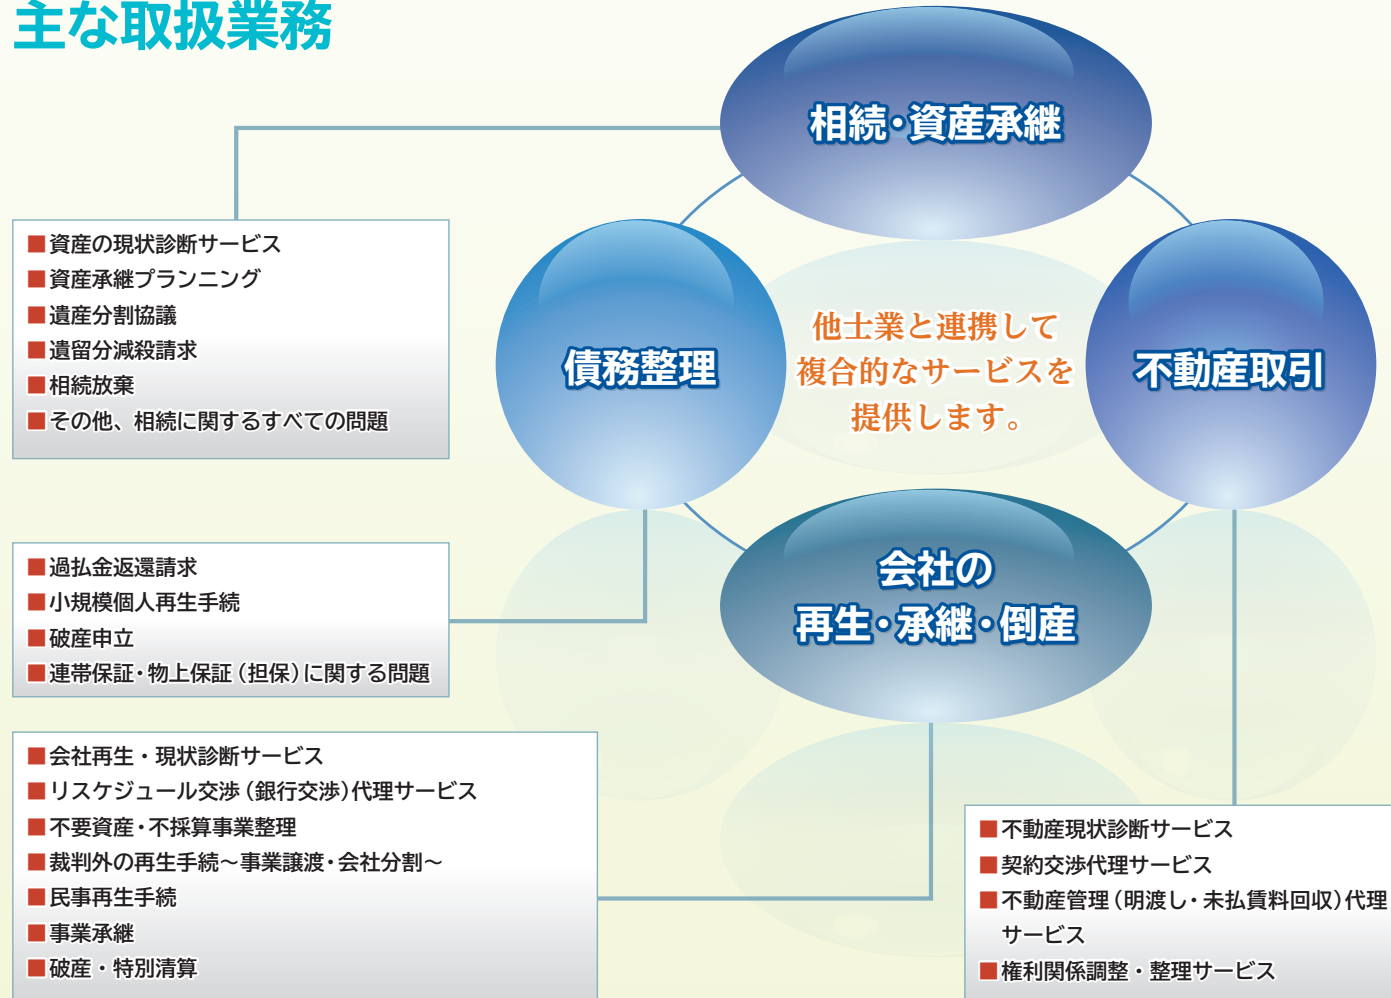 主な取扱業務
相続・資産承継
■資産の現状診断サービス
■資産承継プランニング
■遺産分割協議
■遺留分減殺請求
■相続放棄
■その他、相続に関するすべての問題
債務整理
他士業と連携して
複合的なサービスを
提供します。
不動産取引
■過払金返還請求
■小規模個人再生手続
■破産申立
■連帯保証・物上保証（担保）に関する問題
会社の
再生・承継・倒産
■会社再生・現状診断サービス
■リスケジュール交渉（銀行交渉）代理サービス
■不要資産・不採算事業整理
■裁判外の再生手続～事業譲渡・会社分割～
■民事再生手続
■事業承継
■破産・特別清算
■不動産現状診断サービス
■契約交渉代理サービス
■不動産管理（明渡し・未払賃料回収）代理
サービス
■権利関係調整・整理サービス